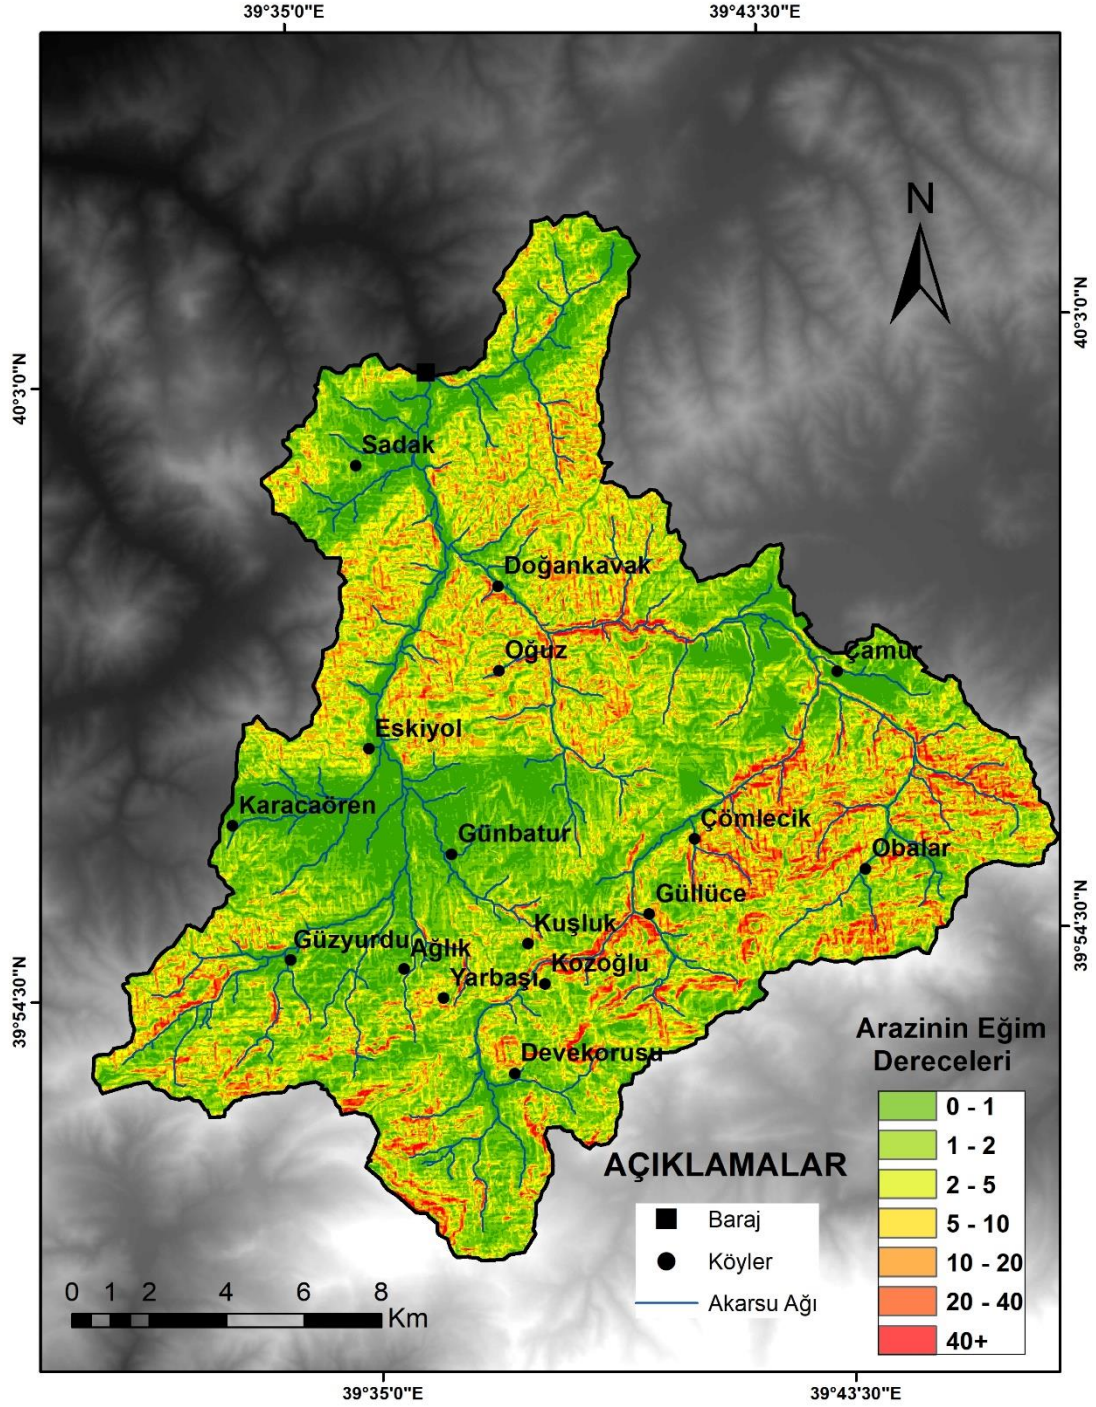 39°35'0"E
39°43'30"E
N
40°3'0"N
40°3'0"N
Sadak
Doğankavak
Oğuz
Çamur
Eskiyol
Karacaören
Günbatur
Çömlecik
Obalar
Güllüce
Kuşluk
Güzyurdu
Ağlık
Kozoğlu
Yarbaşı
39°54'30"N
39°54'30"N
Devekorusu
Arazinin Eğim
Dereceleri
0 - 1
1 - 2
2 - 5
5 - 10
10 - 20
20 - 40
40+
AÇIKLAMALAR
Baraj
Köyler
Akarsu Ağı
0 1 2 4 6 8
Km
39°35'0"E
39°43'30"E